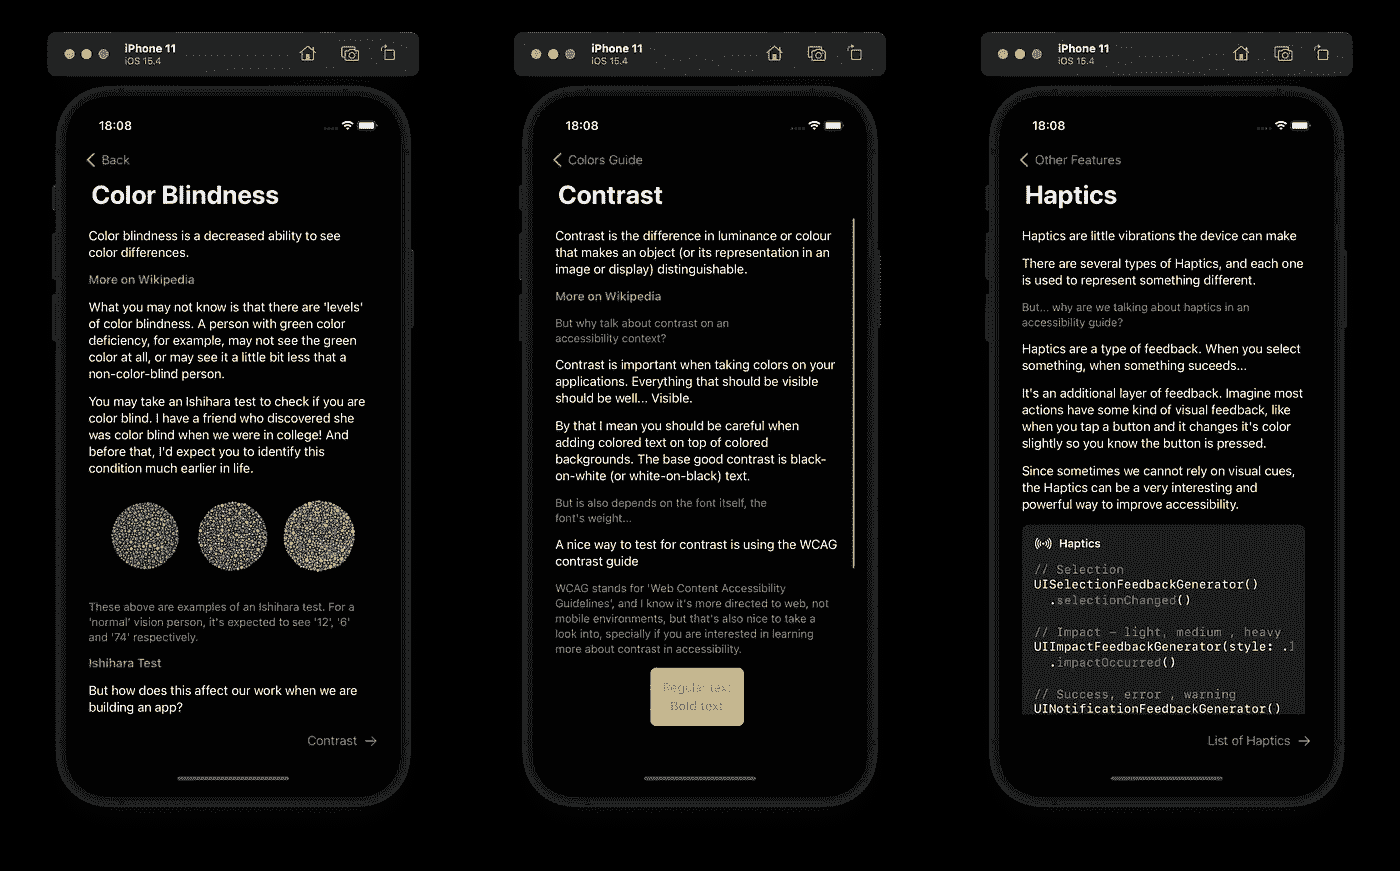 iPhone 11
iOS 15.4
18:08
Back
Color Blindness
Color blindness is a decreased ability to see
color differences.
More on Wikipedia
What you may not know is that there are 'levels'
of color blindness. A person with green color
deficiency, for example, may not see the green
color at all, or may see it a little bit less that a
non-color-blind person.
You may take an Ishihara test to check if you are
color blind. I have a friend who discovered she
was color blind when we were in college! And
before that, I'd expect you to identify this
condition much earlier in life.
These above are examples of an Ishihara test. For a
'normal' vision person, it's expected to see '12', '6'
and '74' respectively.
Ishihara Test
But how does this affect our work when we are
building an app?
Contrast
iPhone 11
iOS 15.4
18:08
Colors Guide
Contrast
Contrast is the difference in luminance or colour
that makes an object (or its representation in an
image or display) distinguishable.
More on Wikipedia
But why talk about contrast on an
accessibility context?
Contrast is important when taking colors on your
applications. Everything that should be visible
should be well... Visible.
By that I mean you should be careful when
adding colored text on top of colored
backgrounds. The base good contrast is black-
on-white (or white-on-black) text.
But is also depends on the font itself, the
font's weight...
A nice way to test for contrast is using the WCAG
contrast guide
WCAG stands for 'Web Content Accessibility
Guidelines', and I know it's more directed to web, not
mobile environments, but that's also nice to take a
look into, specially if you are interested in learning
more about contrast in accessibility.
Regular text
Bold text
iPhone 11
iOS 15.4
18:08
Other Features
Haptics
Haptics are little vibrations the device can make
There are several types of Haptics, and each one
is used to represent something different.
But... why are we talking about haptics in an
accessibility guide?
Haptics are a type of feedback. When you select
something, when something suceeds...
It's an additional layer of feedback. Imagine most
actions have some kind of visual feedback, like
when you tap a button and it changes it's color
slightly so you know the button is pressed.
Since sometimes we cannot rely on visual cues,
the Haptics can be a very interesting and
powerful way to improve accessibility.
Haptics
// Selection
UISelectionFeedbackGenerator()
.selectionChanged()
// Impact - light, medium , heavy
UIImpactFeedbackGenerator(style: .l
.impactOccurred()
// Success, error , warning
UINotificationFeedbackGenerator()
List of Haptics